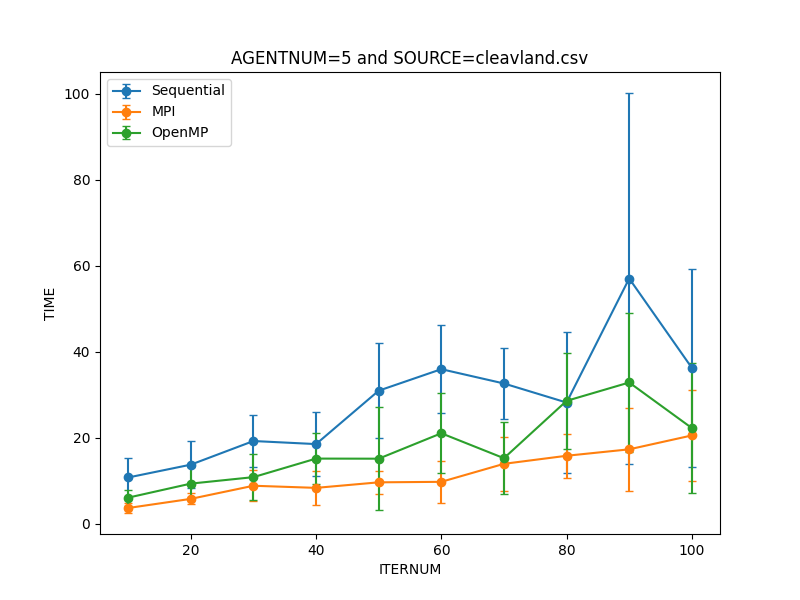 AGENTNUM=5 and SOURCE=cleavland.csv
Sequential
MPI
OpenMP
100
80
60
40
20
0
TIME
20 40 60 80 100
ITERNUM